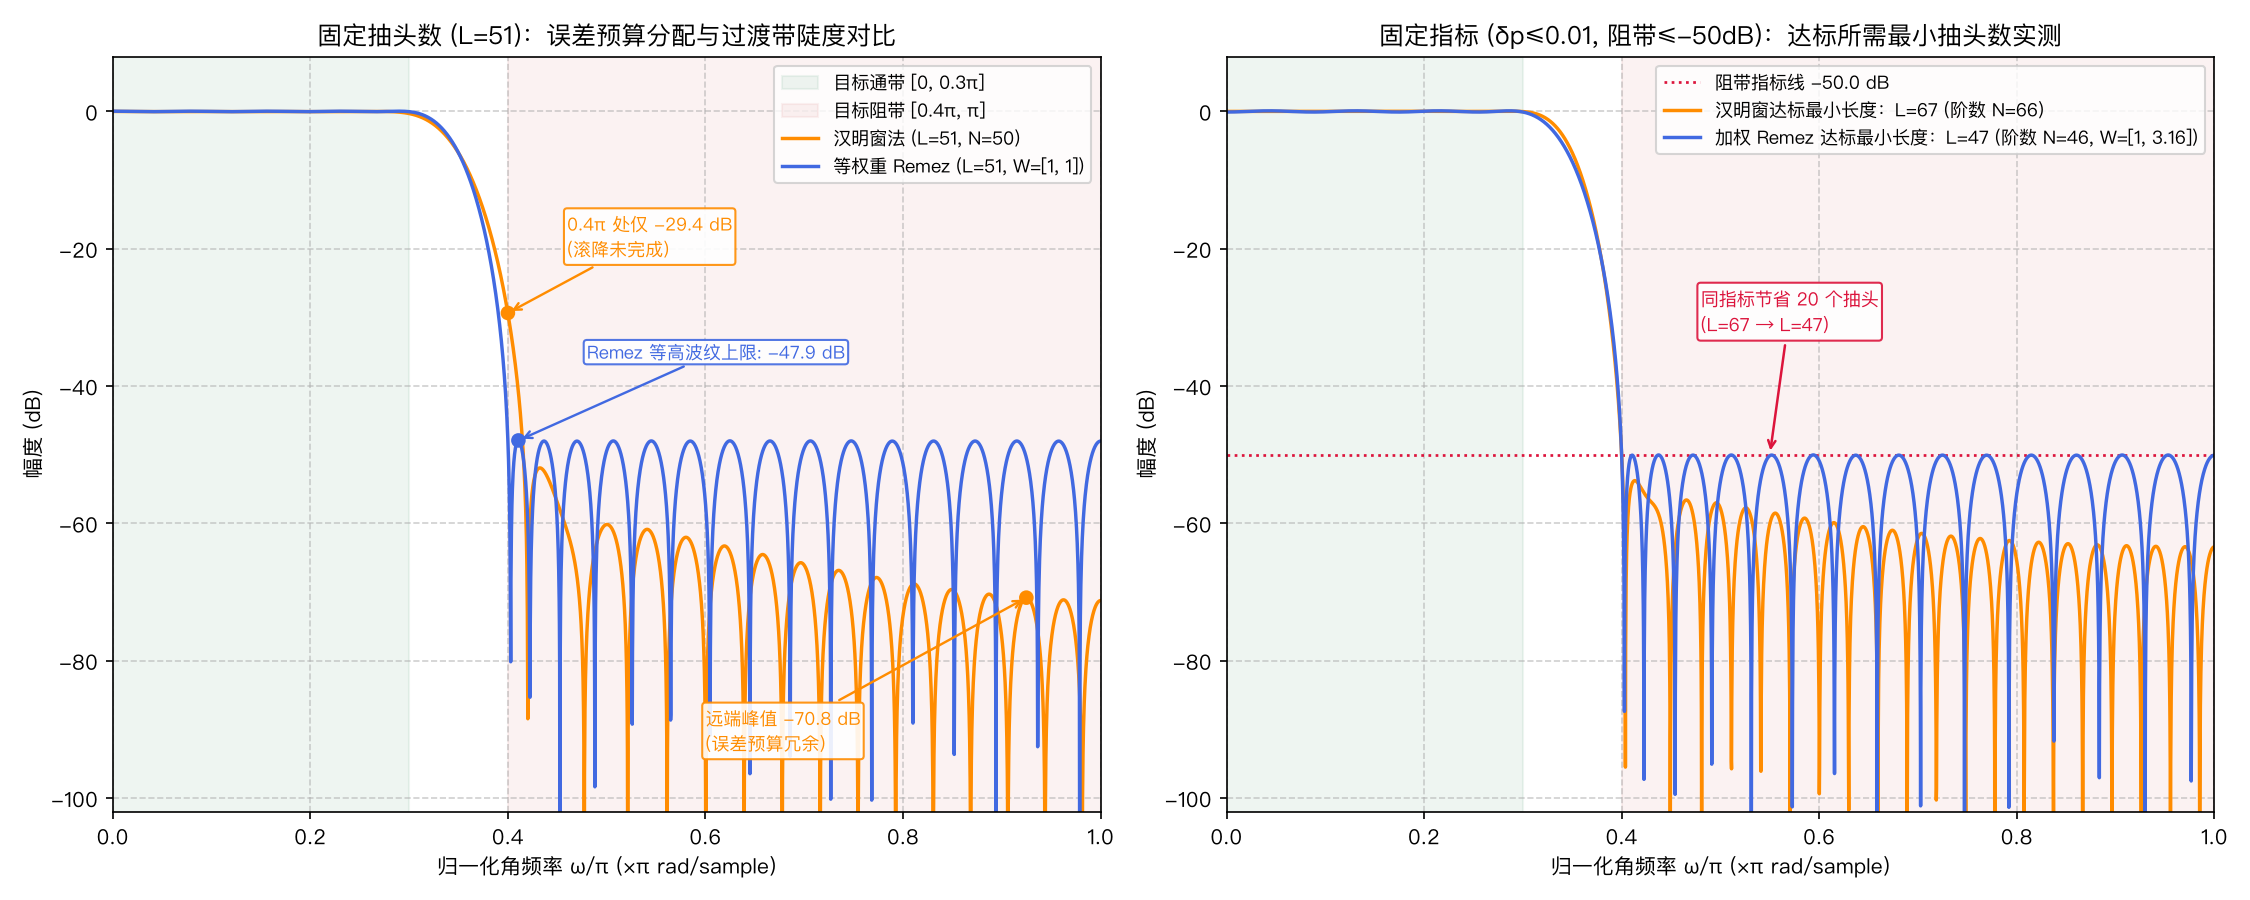 固定抽头数 (L=51)：误差预算分配与过渡带陡度对比
目标通带 [0, 0.3π]
目标阻带 [0.4π, π]
汉明窗法 (L=51, N=50)
等权重 Remez (L=51, W=[1, 1])
0.4π 处仅 −29.4 dB
(滚降未完成)
Remez 等高波纹上限: −47.9 dB
远端峰值 −70.8 dB
(误差预算冗余)
幅度 (dB)
0
−20
−40
−60
−80
−100
0.0
0.2
0.4
0.6
0.8
1.0
归一化角频率 ω/π (×π rad/sample)
固定指标 (δp≤0.01, 阻带≤−50dB)：达标所需最小抽头数实测
阻带指标线 −50.0 dB
汉明窗达标最小长度：L=67 (阶数 N=66)
加权 Remez 达标最小长度：L=47 (阶数 N=46, W=[1, 3.16])
同指标节省 20 个抽头
(L=67 → L=47)
幅度 (dB)
0
−20
−40
−60
−80
−100
0.0
0.2
0.4
0.6
0.8
1.0
归一化角频率 ω/π (×π rad/sample)